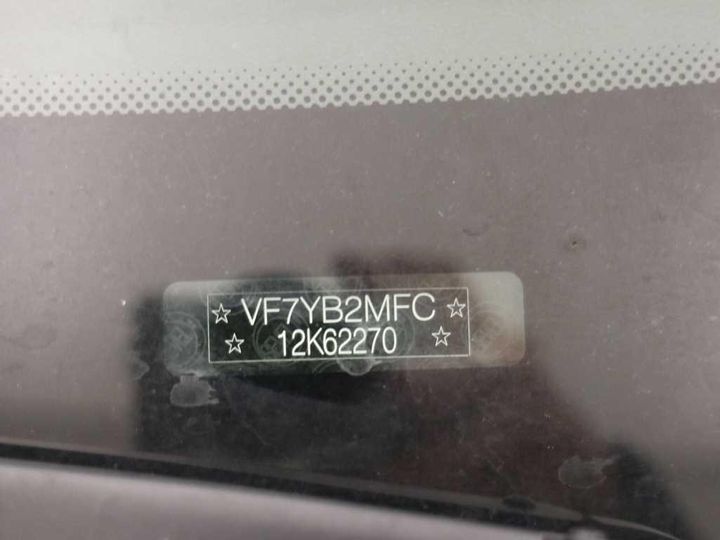 ☆ VF7YB2MFC ☆
☆ 12K62270 ☆